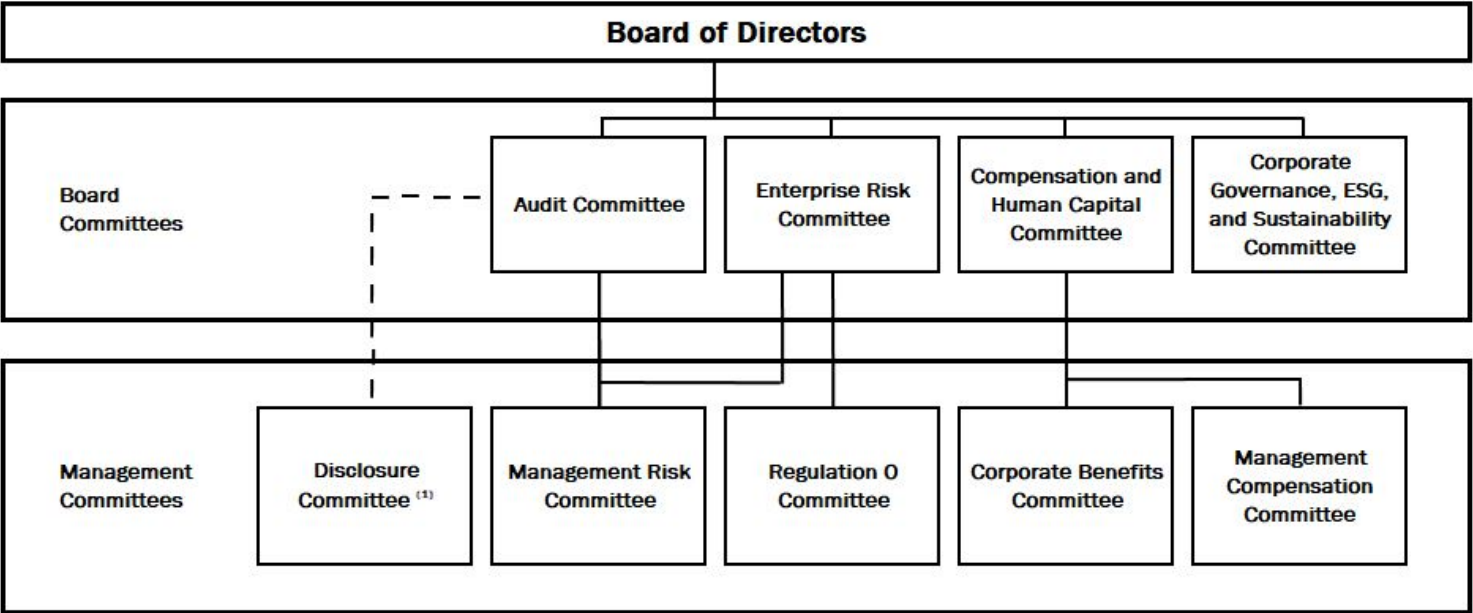 Board of Directors
Board
Committees
Audit Committee
Enterprise Risk
Committee
Compensation and
Human Capital
Committee
Corporate
Governance, ESG,
and Sustainability
Committee
Management
Committees
Disclosure
Committee (1)
Management Risk
Committee
Regulation O
Committee
Corporate Benefits
Committee
Management
Compensation
Committee